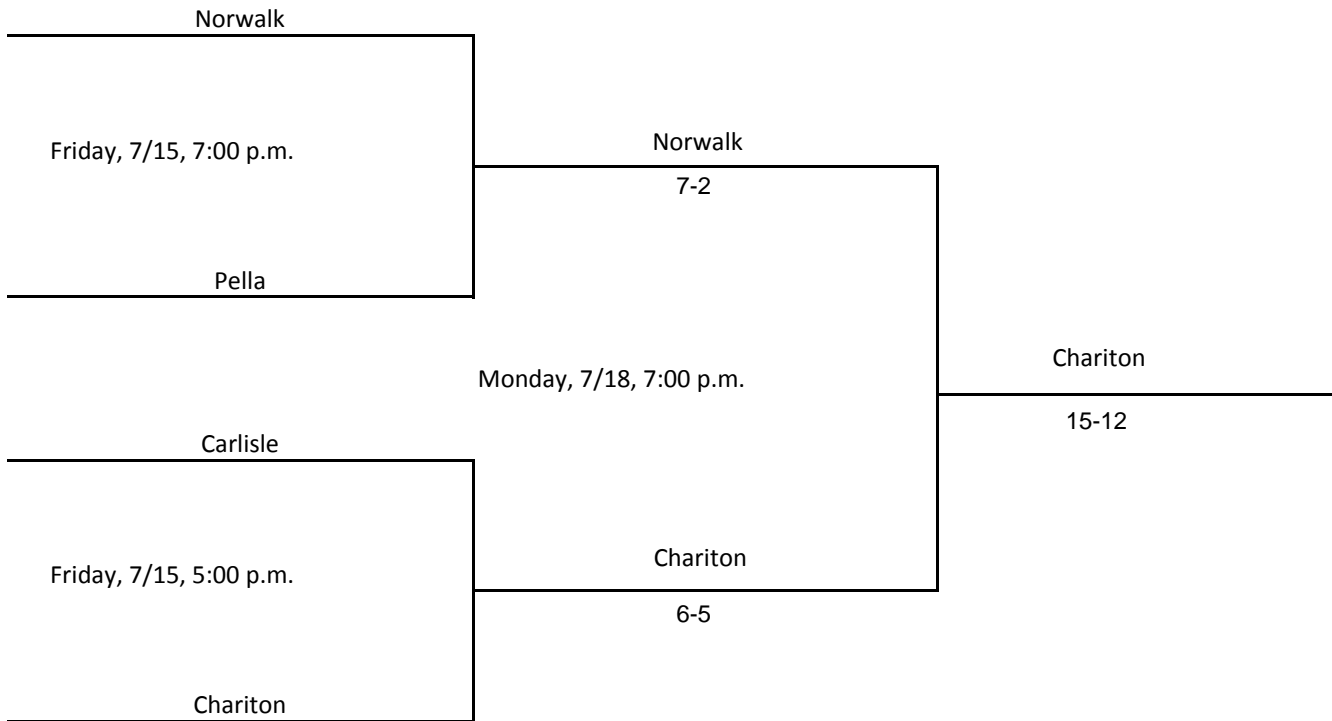 Norwalk
Friday, 7/15, 7:00 p.m.
Norwalk
7-2
Pella
Monday, 7/18, 7:00 p.m.
Chariton
15-12
Carlisle
Friday, 7/15, 5:00 p.m.
Chariton
6-5
Chariton